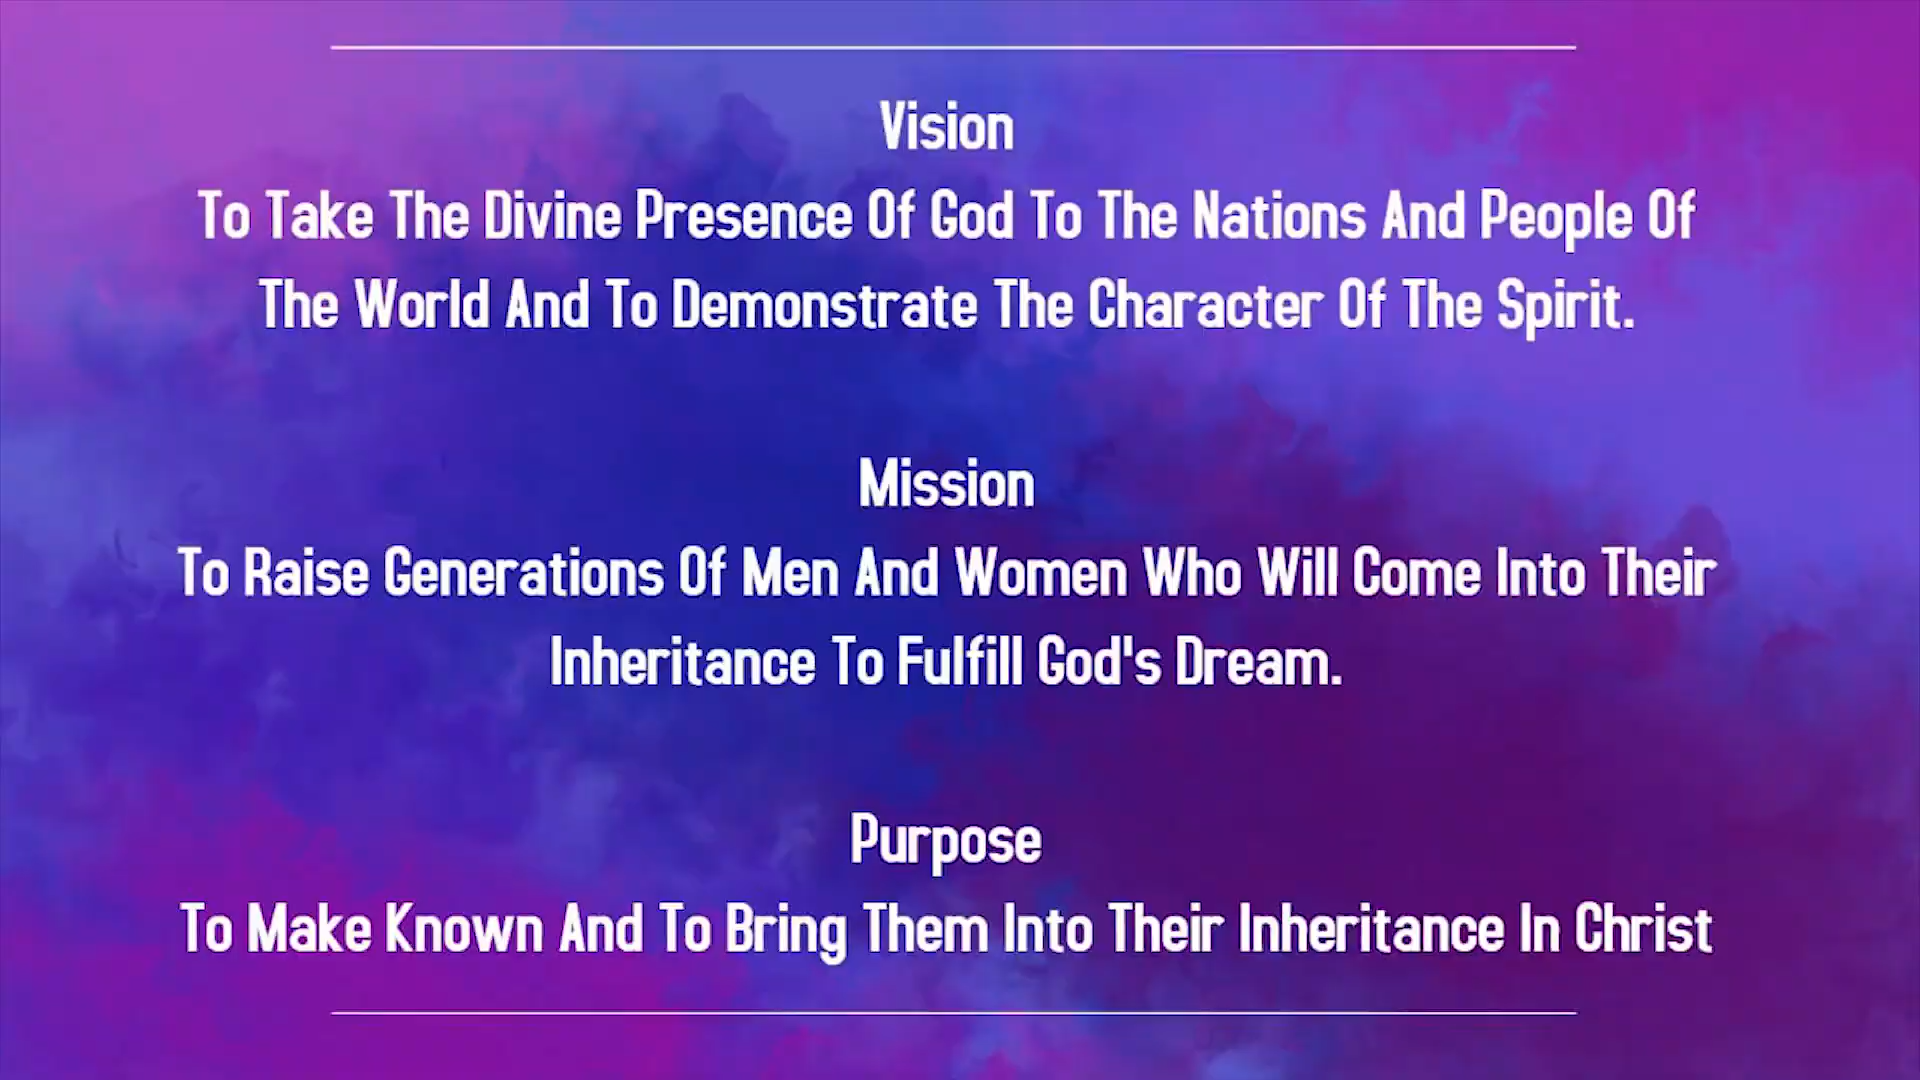 Vision
To Take The Divine Presence Of God To The Nations And People Of
The World And To Demonstrate The Character Of The Spirit.
Mission
To Raise Generations Of Men And Women Who Will Come Into Their
Inheritance To Fulfill God's Dream.
Purpose
To Make Known And To Bring Them Into Their Inheritance In Christ